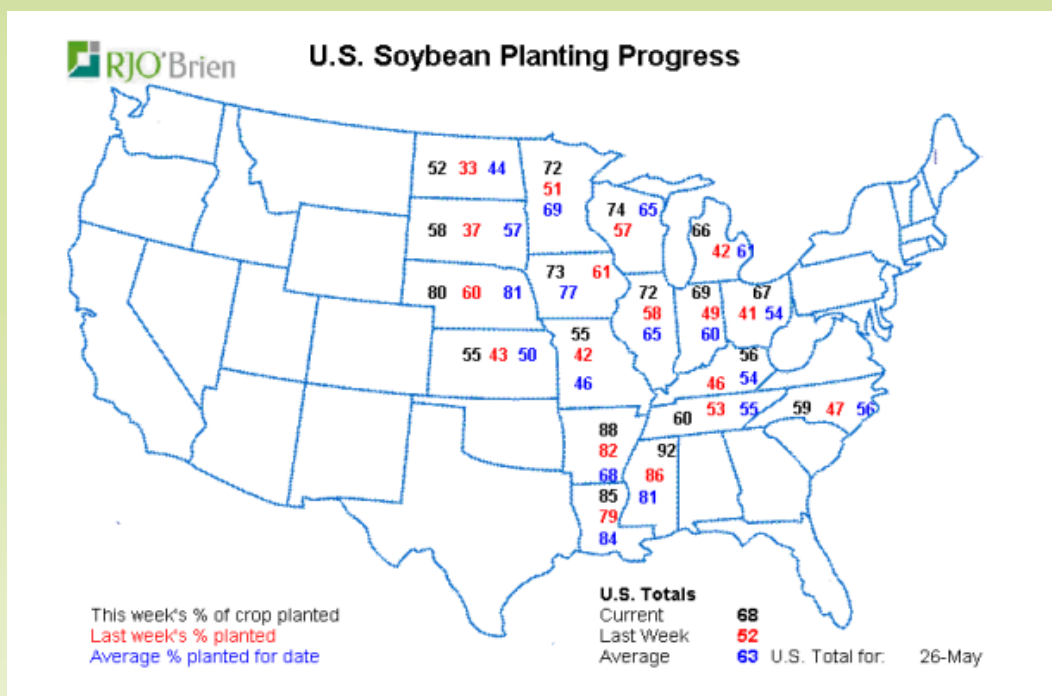 RJO'Brien
U.S. Soybean Planting Progress
52 33 44
72
51
69
74 65
57
66
42 61
58 37 57
73 61
77
80 60 81
72
58
65
69
49
60
67
41 54
55 43 50
55
42
46
56
46 54
60 53 55
59 47 56
88
82
68
92
86
81
85
79
84
This week's % of crop planted
Last week's % planted
Average % planted for date
U.S. Totals
Current 68
Last Week 52
Average 63 U.S. Total for: 26-May